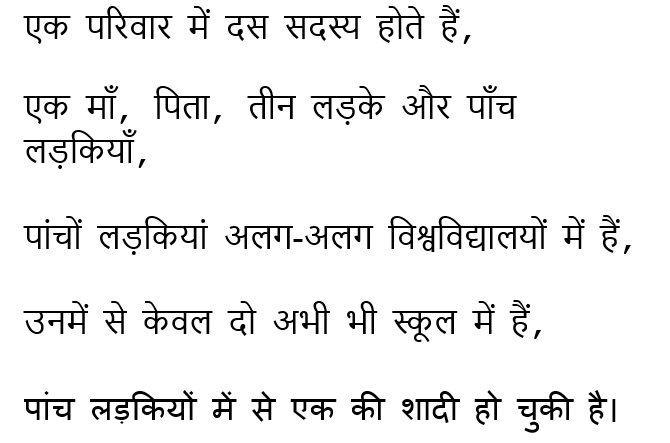 एक परिवार में दस सदस्य होते हैं,
एक माँ, पिता, तीन लड़के और पाँच
लड़कियाँ,
पांचों लड़कियां अलग-अलग विश्वविद्यालयों में हैं,
उनमें से केवल दो अभी भी स्कूल में हैं,
पांच लड़कियों में से एक की शादी हो चुकी है।